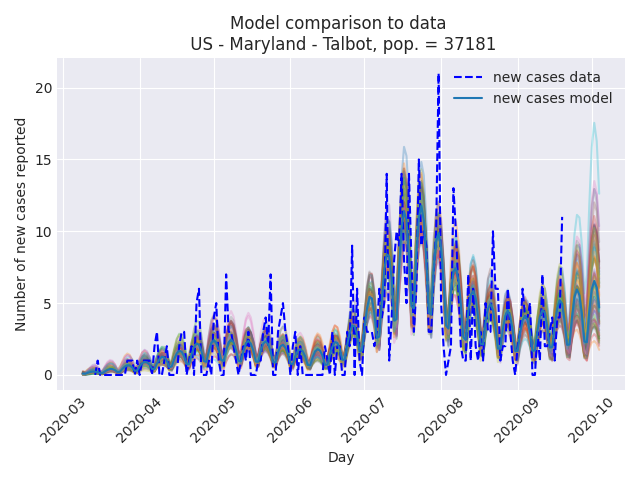 Model comparison to data
US - Maryland - Talbot, pop. = 37181
new cases data
new cases model
Number of new cases reported
20
15
10
5
0
2020-03
2020-04
2020-05
2020-06
2020-07
2020-08
2020-09
2020-10
Day